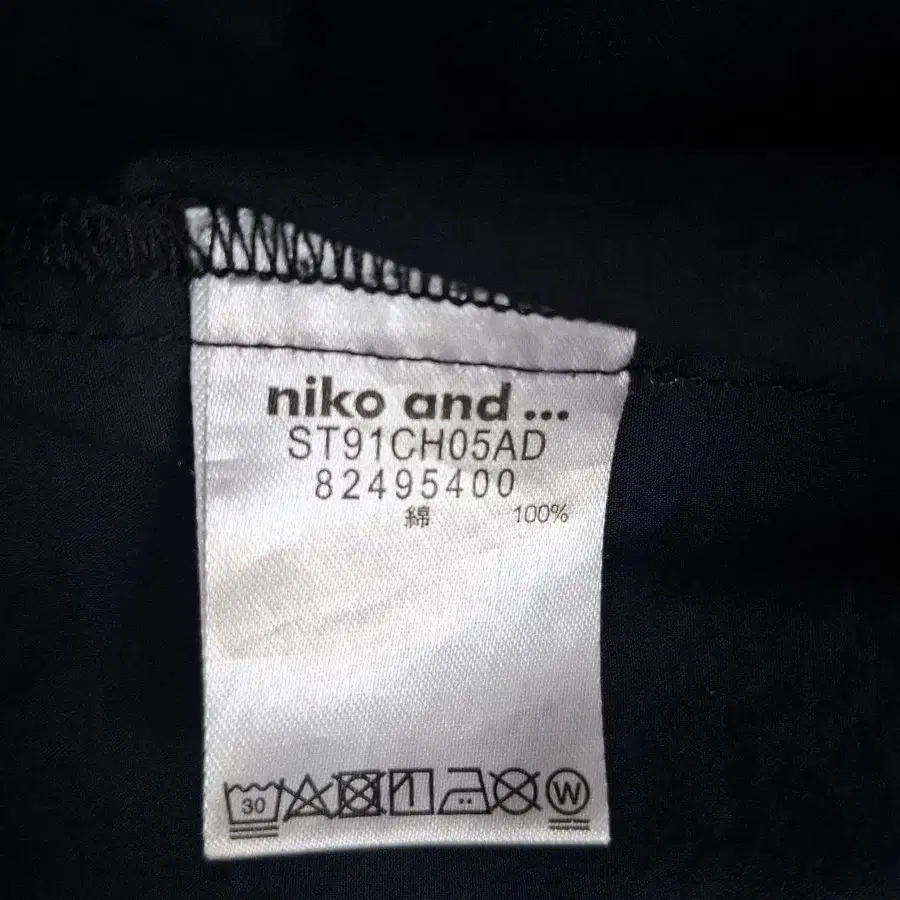 niko and ...
ST91CH05AD
82495400
綿 100%
30 W